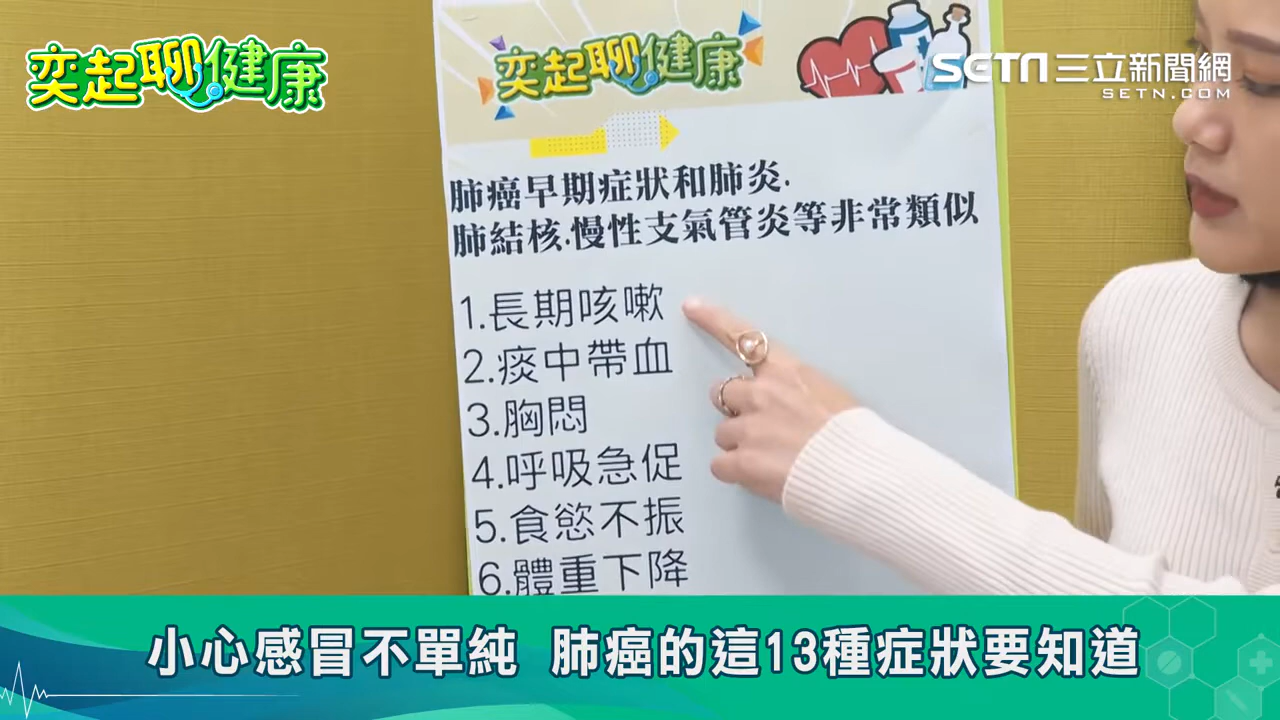 奕起聊健康
奕起聊健康
SETN三立新聞網
SETN.COM
肺癌早期症狀和肺炎.
肺結核.慢性支氣管炎等非常類似
1.長期咳嗽
2.痰中帶血
3.胸悶
4.呼吸急促
5.食慾不振
6.體重下降
小心感冒不單純 肺癌的這13種症狀要知道